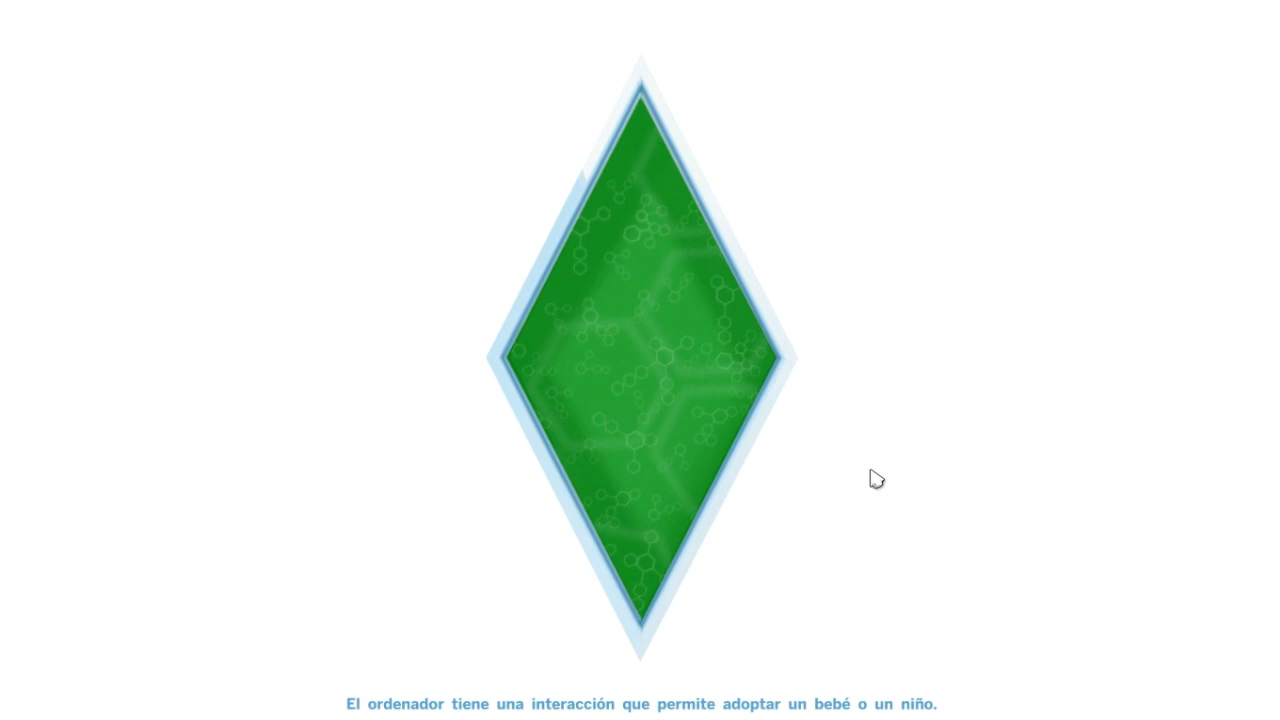 El ordenador tiene una interacción que permite adoptar un bebé o un niño.